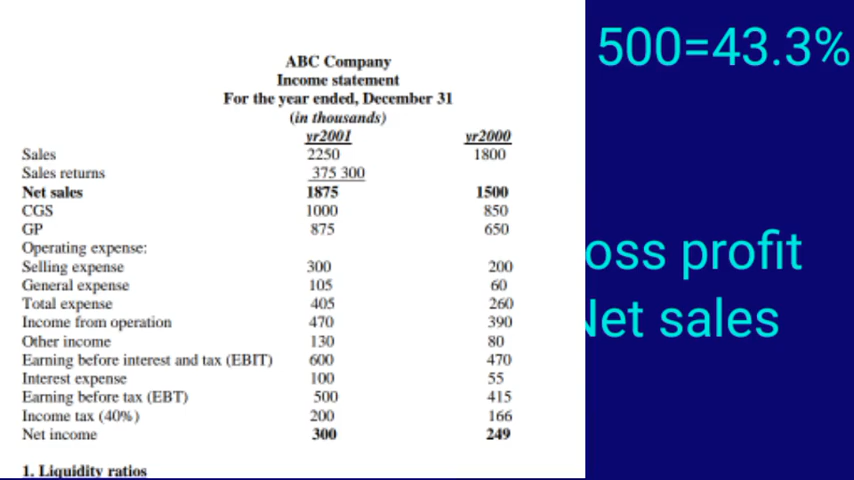 ABC Company
Income statement
For the year ended, December 31
(in thousands)
yr2001 yr2000
Sales 2250 1800
Sales returns 375 300
Net sales 1875 1500
CGS 1000 850
GP 875 650
Operating expense:
Selling expense 300 200
General expense 105 60
Total expense 405 260
Income from operation 470 390
Other income 130 80
Earning before interest and tax (EBIT) 600 470
Interest expense 100 55
Earning before tax (EBT) 500 415
Income tax (40%) 200 166
Net income 300 249
1. Liquidity ratios
500=43.3%
oss profit
Net sales